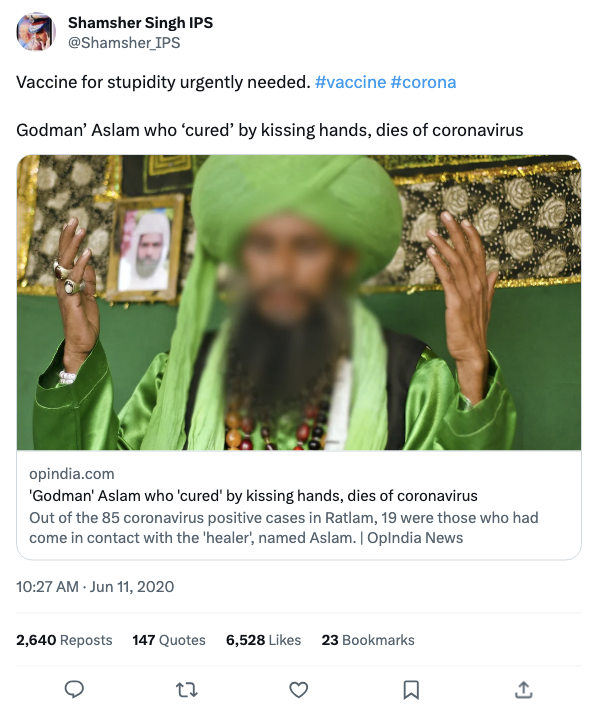 Shamsher Singh IPS
@Shamsher_IPS
Vaccine for stupidity urgently needed. #vaccine #corona
Godman’ Aslam who ‘cured’ by kissing hands, dies of coronavirus
opindia.com
'Godman' Aslam who 'cured' by kissing hands, dies of coronavirus
Out of the 85 coronavirus positive cases in Ratlam, 19 were those who had
come in contact with the 'healer', named Aslam. | OpIndia News
10:27 AM · Jun 11, 2020
2,640 Reposts 147 Quotes 6,528 Likes 23 Bookmarks